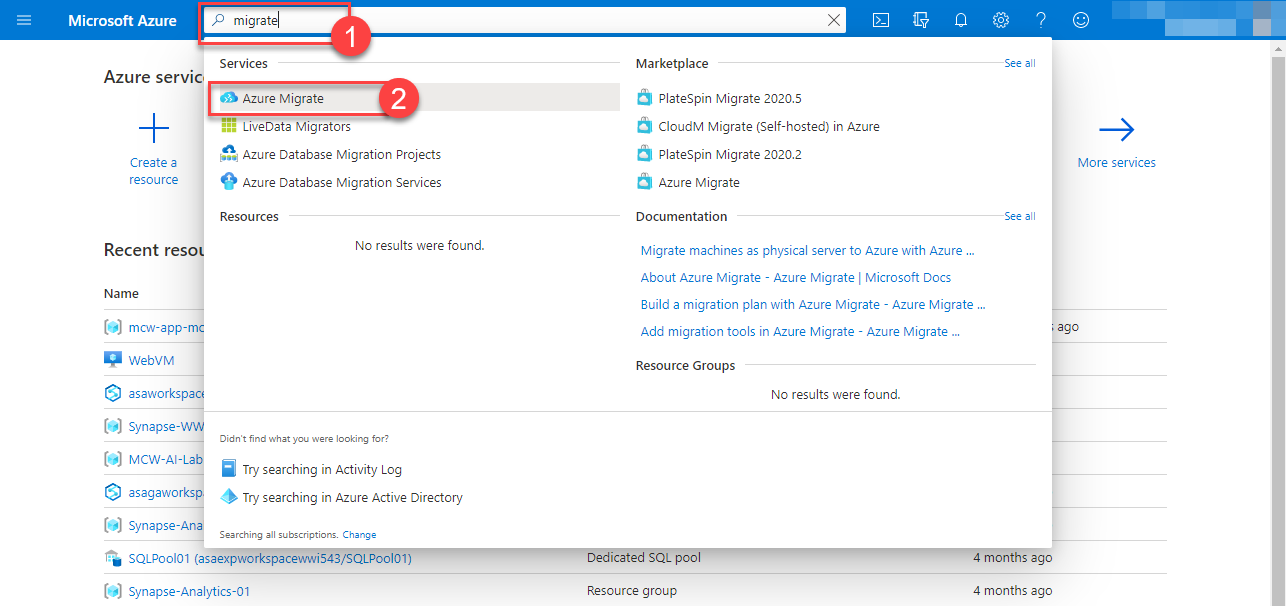 Microsoft Azure
migrate
1
Services
Azure Migrate
2
LiveData Migrators
Azure Database Migration Projects
Azure Database Migration Services
Resources
No results were found.
Marketplace
See all
PlateSpin Migrate 2020.5
CloudM Migrate (Self-hosted) in Azure
PlateSpin Migrate 2020.2
Azure Migrate
Documentation
See all
Migrate machines as physical server to Azure with Azure ...
About Azure Migrate - Azure Migrate | Microsoft Docs
Build a migration plan with Azure Migrate - Azure Migrate ...
Add migration tools in Azure Migrate - Azure Migrate ...
Resource Groups
No results were found.
Didn't find what you were looking for?
Try searching in Activity Log
Try searching in Azure Active Directory
Searching all subscriptions. Change
Azure servic
Create a
resource
More services
Recent resou
Name
mcw-app-mo
s ago
WebVM
asaworkspace
Synapse-WW
MCW-AI-Lab
asagaworksp
Synapse-Ana
SQLPool01 (asaexpworkspacewwi543/SQLPool01)
Dedicated SQL pool
4 months ago
Synapse-Analytics-01
Resource group
4 months ago